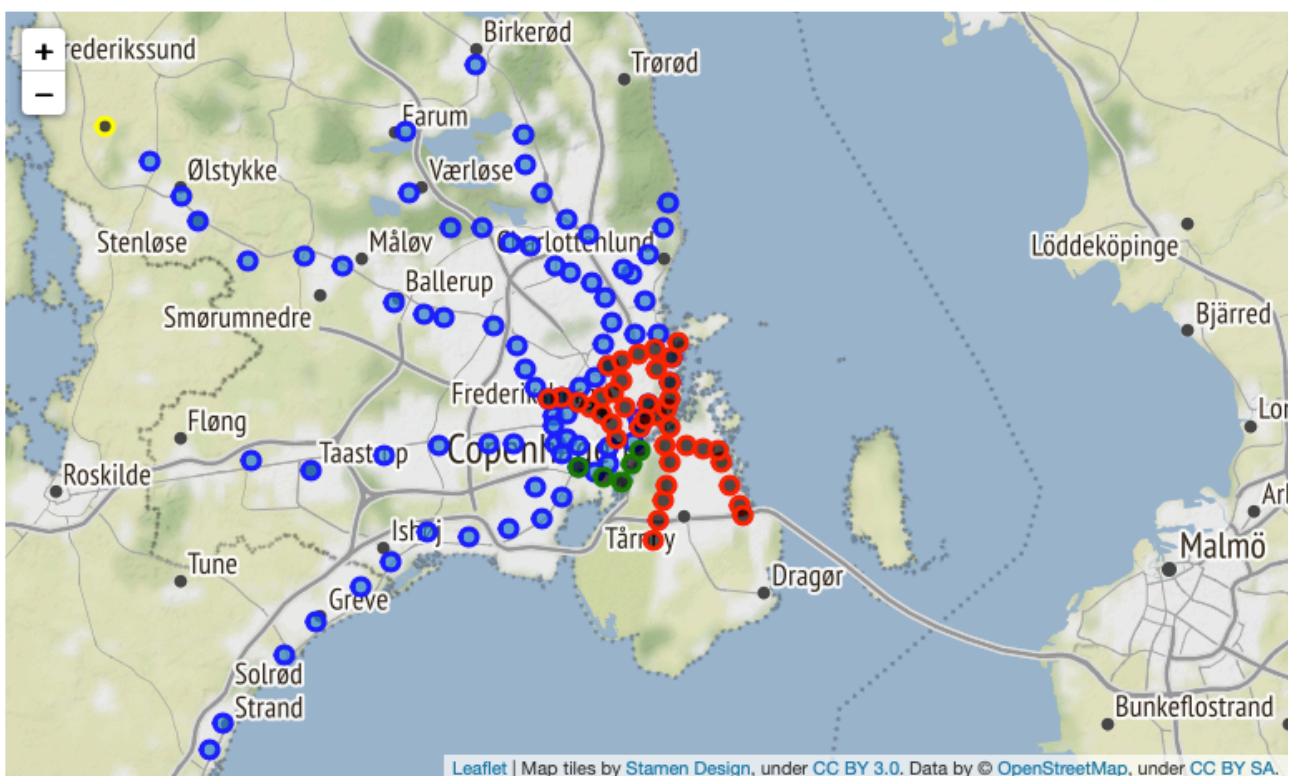 +
−
rederikssund
Birkerød
Trørød
Farum
Ølstykke
Værløse
Stenløse
Måløv
Charlottenlund
Löddeköpinge
Ballerup
Smørumnedre
Bjärred
Frederik
Fløng
Taastrup
Copenha
Roskilde
Ishøj
Tårnby
Malmö
Tune
Dragør
Greve
Solrød
Strand
Bunkeflostrand
Leaflet | Map tiles by Stamen Design, under CC BY 3.0. Data by © OpenStreetMap, under CC BY SA.